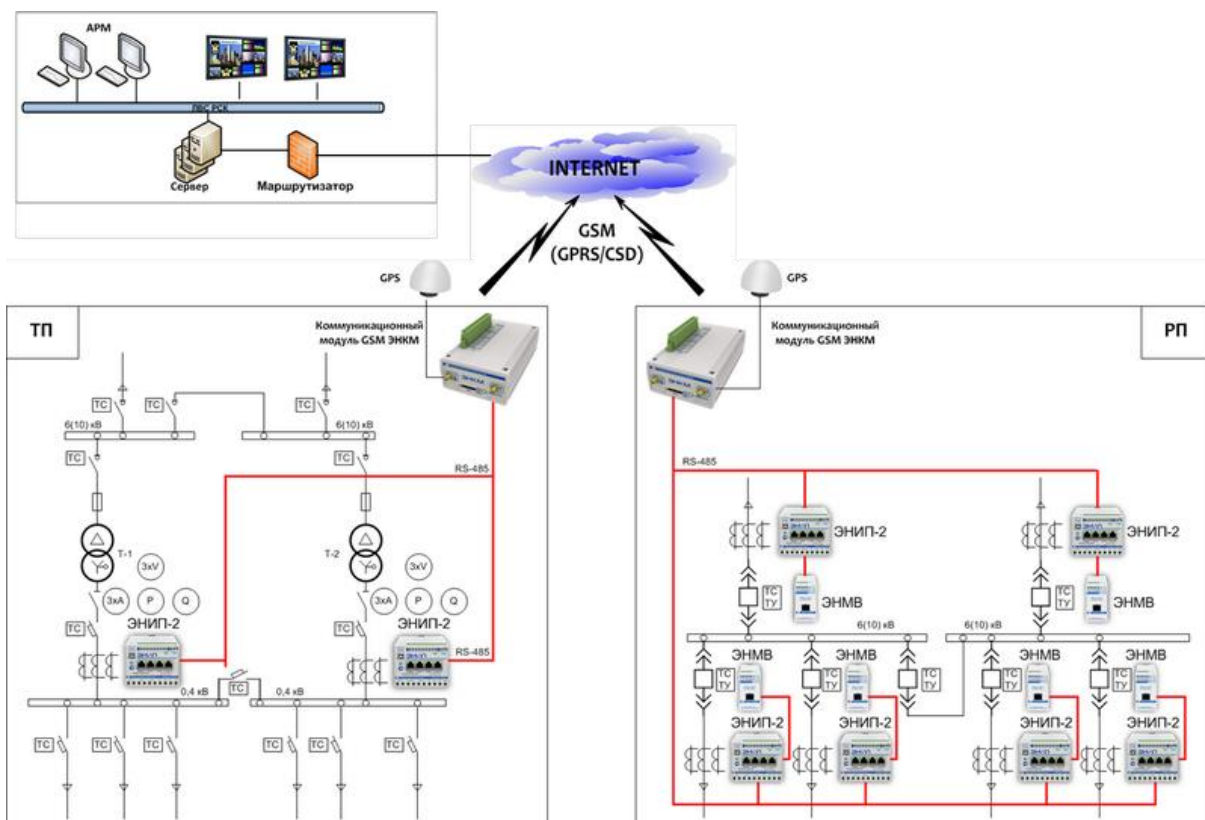 АРМ
ЛВС РСК
Сервер
Маршрутизатор
INTERNET
GSM
(GPRS/CSD)
GPS
GPS
ТП
Коммуникационный
модуль GSM ЭНКМ
Коммуникационный
модуль GSM ЭНКМ
РП
ТС
ТС
ТС
6(10) кВ
6(10) кВ
ТС
ТС
RS-485
RS-485
Т-1
Т-2
3xV
3xV
3xA
P
Q
3xA
P
Q
ЭНИП-2
ЭНИП-2
ТС
ТС
RS-485
0,4 кВ
ТС
0,4 кВ
ТС
ТС
ТС
ТС
ТС
ТС
ЭНИП-2
ЭНИП-2
ТС
ТУ
ЭНМВ
ТС
ТУ
ЭНМВ
6(10) кВ
6(10) кВ
ЭНМВ
ЭНМВ
ЭНМВ
ЭНМВ
ТС
ТУ
ТС
ТУ
ТС
ТУ
ТС
ТУ
ТС
ТУ
ЭНИП-2
ЭНИП-2
ЭНИП-2
ЭНИП-2